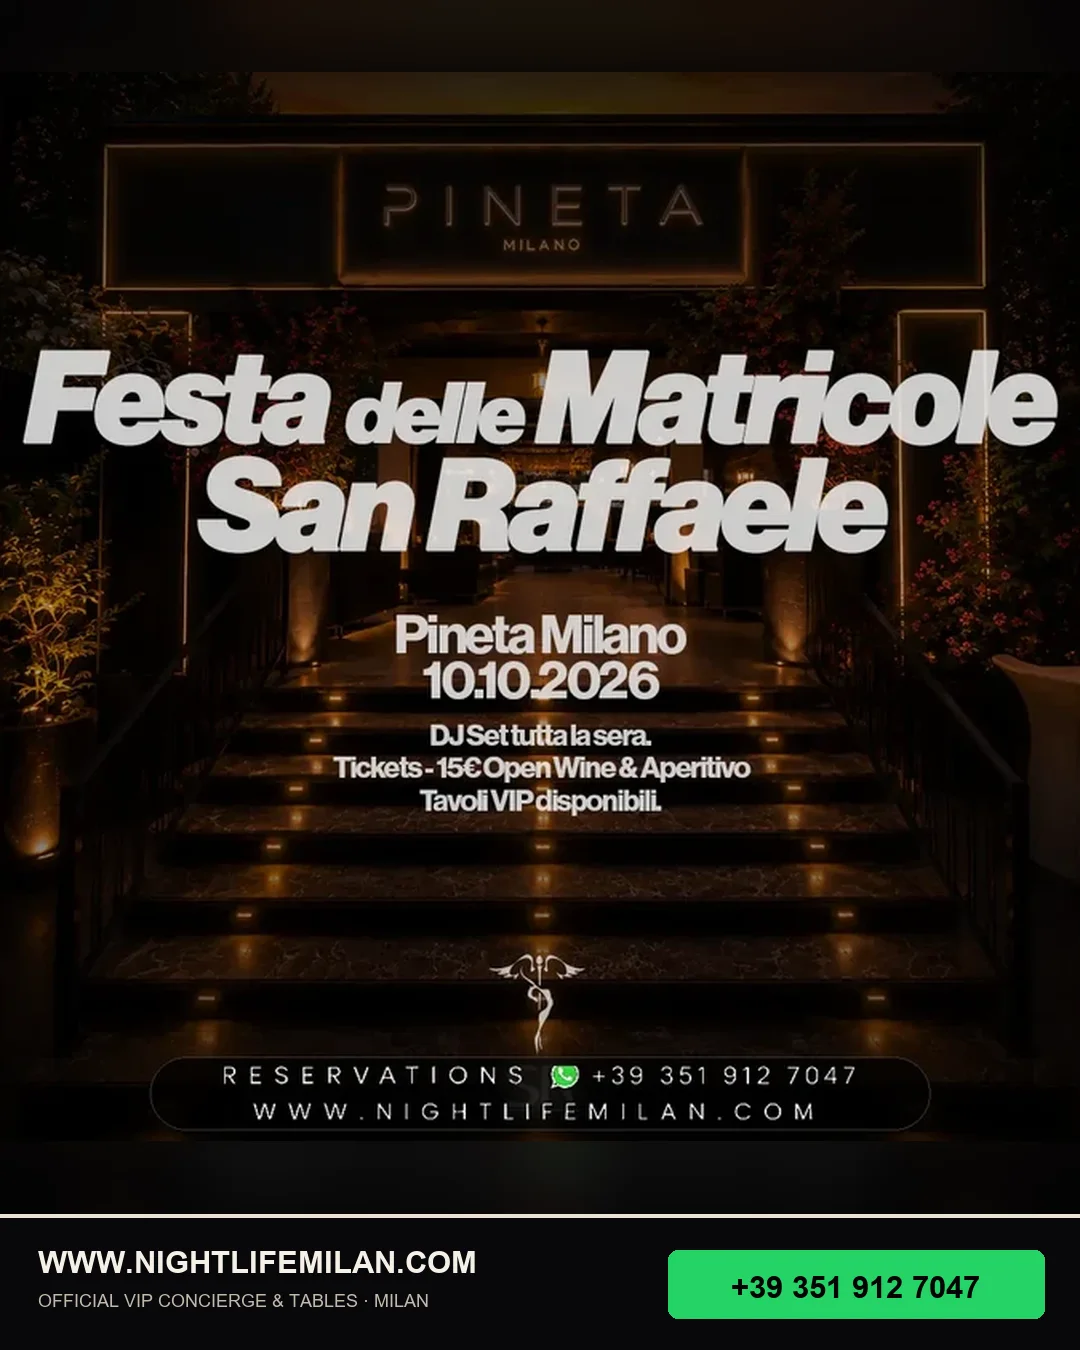 PINETA
MILANO
Festa delle Matricole
San Raffaele
Pineta Milano
10.10.2026
DJ Set tutta la sera.
Tickets - 15€ Open Wine & Aperitivo
Tavoli VIP disponibili.
RESERVATIONS +39 351 912 7047
WWW.NIGHTLIFEMILAN.COM
WWW.NIGHTLIFEMILAN.COM
OFFICIAL VIP CONCIERGE & TABLES · MILAN
+39 351 912 7047